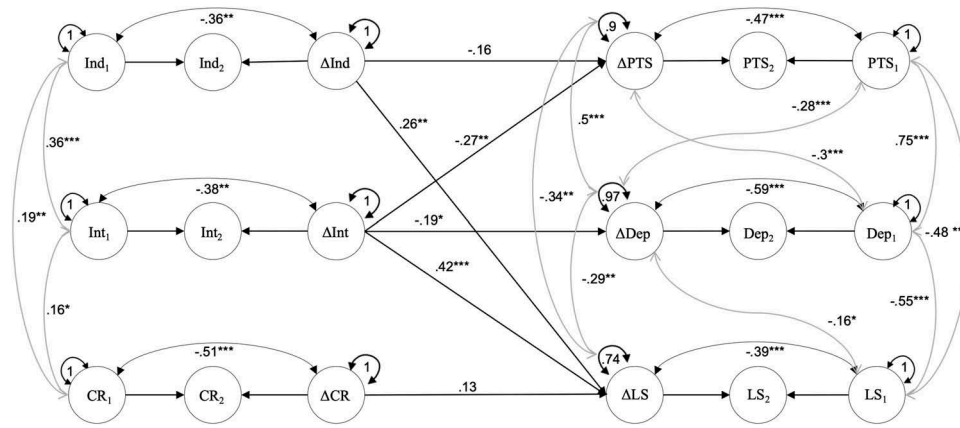 -.36** -.47***
1 1 .9 1
Ind₁ Ind₂ ΔInd -.16 ΔPTS PTS₂ PTS₁
.26** -.28***
.36*** -.27** .5*** -.3*** .75***
-.38** -.34** -.59***
.19** 1 1 .97 1
Int₁ Int₂ ΔInt -.19* ΔDep Dep₂ Dep₁ -.48 **
.42*** -.29**
.16* -.16* -.55***
-.51*** -.39***
1 1 .74 1
CR₁ CR₂ ΔCR .13 ΔLS LS₂ LS₁